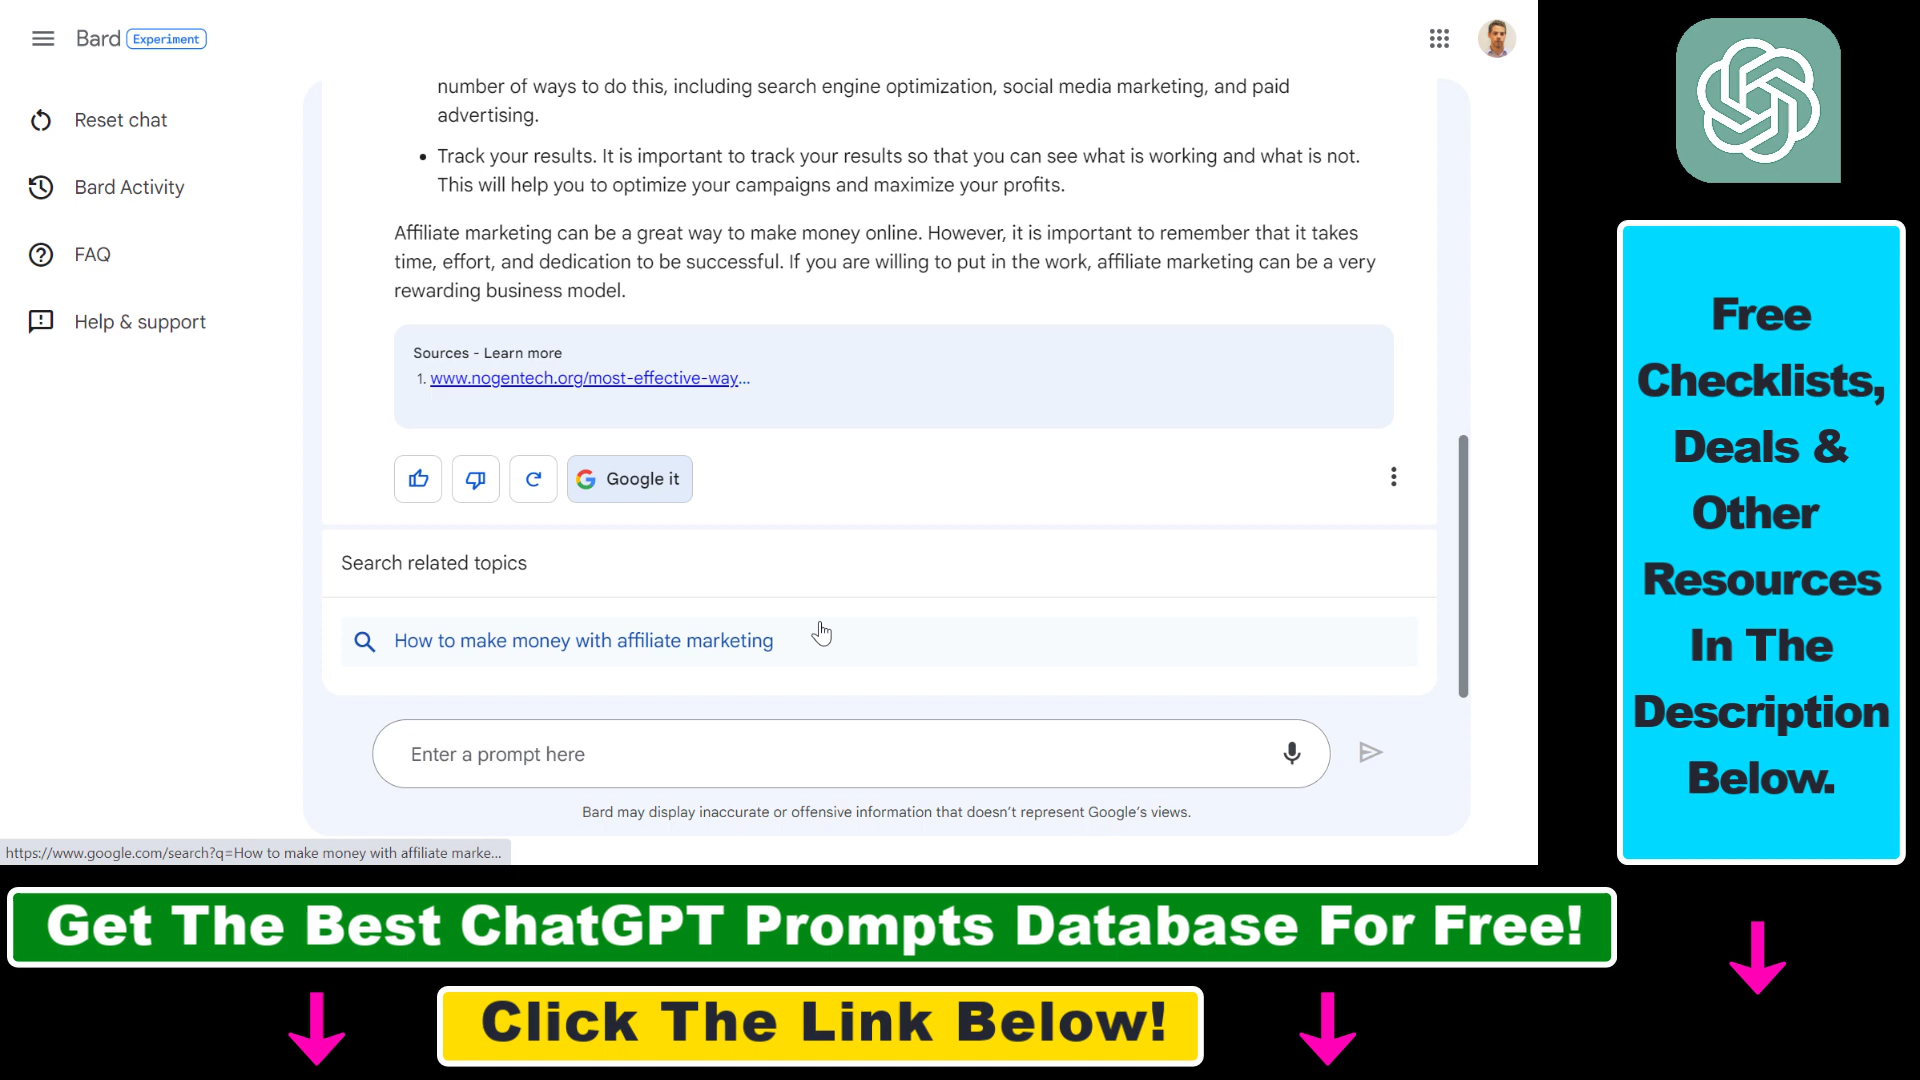 Bard Experiment
Reset chat
Bard Activity
FAQ
Help & support
number of ways to do this, including search engine optimization, social media marketing, and paid
advertising.
• Track your results. It is important to track your results so that you can see what is working and what is not.
This will help you to optimize your campaigns and maximize your profits.
Affiliate marketing can be a great way to make money online. However, it is important to remember that it takes
time, effort, and dedication to be successful. If you are willing to put in the work, affiliate marketing can be a very
rewarding business model.
Sources - Learn more
1. www.nogentech.org/most-effective-way...
Google it
Search related topics
How to make money with affiliate marketing
Enter a prompt here
Bard may display inaccurate or offensive information that doesn't represent Google's views.
https://www.google.com/search?q=How to make money with affiliate marke...
Free
Checklists,
Deals &
Other
Resources
In The
Description
Below.
Get The Best ChatGPT Prompts Database For Free!
Click The Link Below!